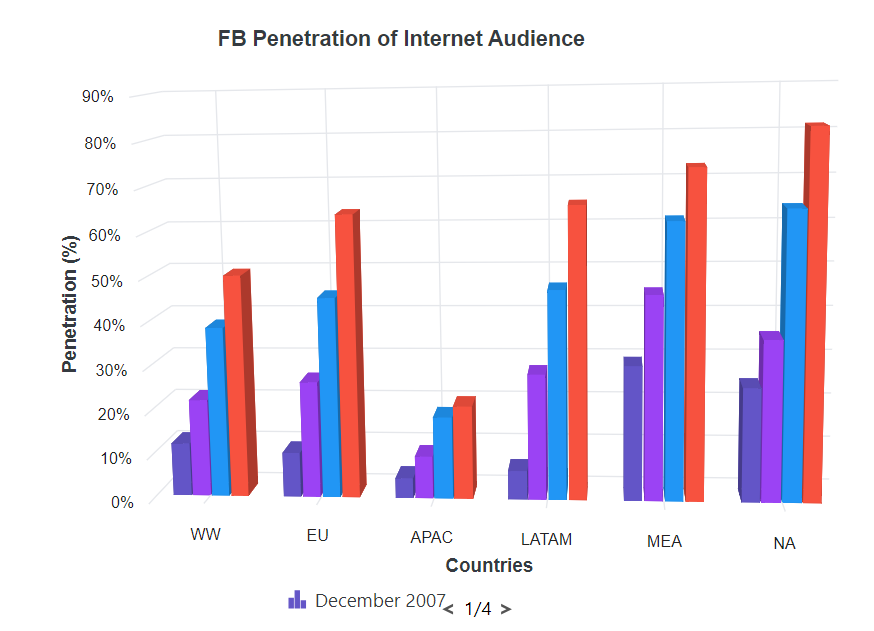 FB Penetration of Internet Audience
Penetration (%)
90%
80%
70%
60%
50%
40%
30%
20%
10%
0%
WW EU APAC LATAM MEA NA
Countries
December 2007 < 1/4 >